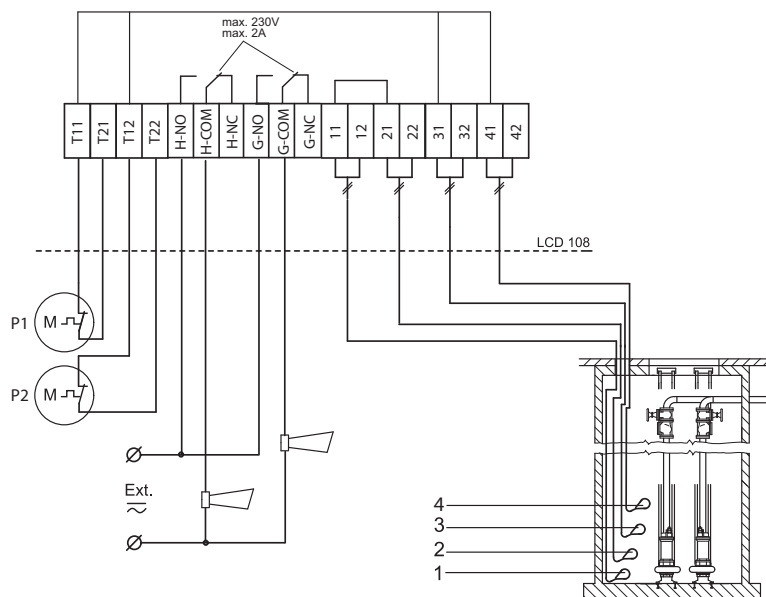 max. 230V
max. 2A
T11
T21
T12
T22
H-NO
H-COM
H-NC
G-NO
G-COM
G-NC
11
12
21
22
31
32
41
42
LCD 108
P1
M
P2
M
Ext.
4
3
2
1